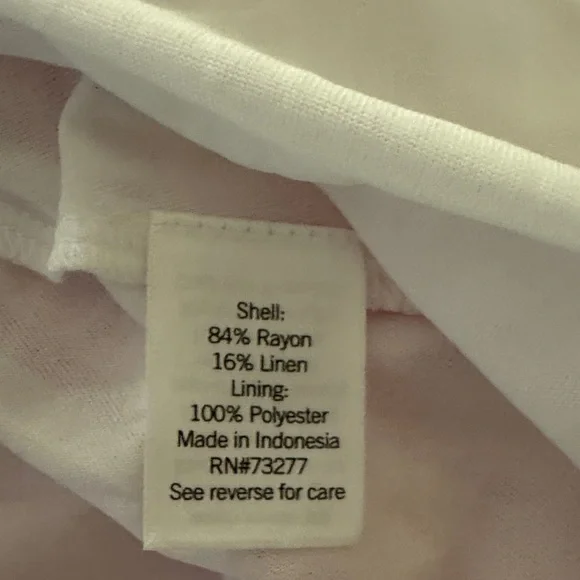 Shell:
84% Rayon
16% Linen
Lining:
100% Polyester
Made in Indonesia
RN#73277
See reverse for care